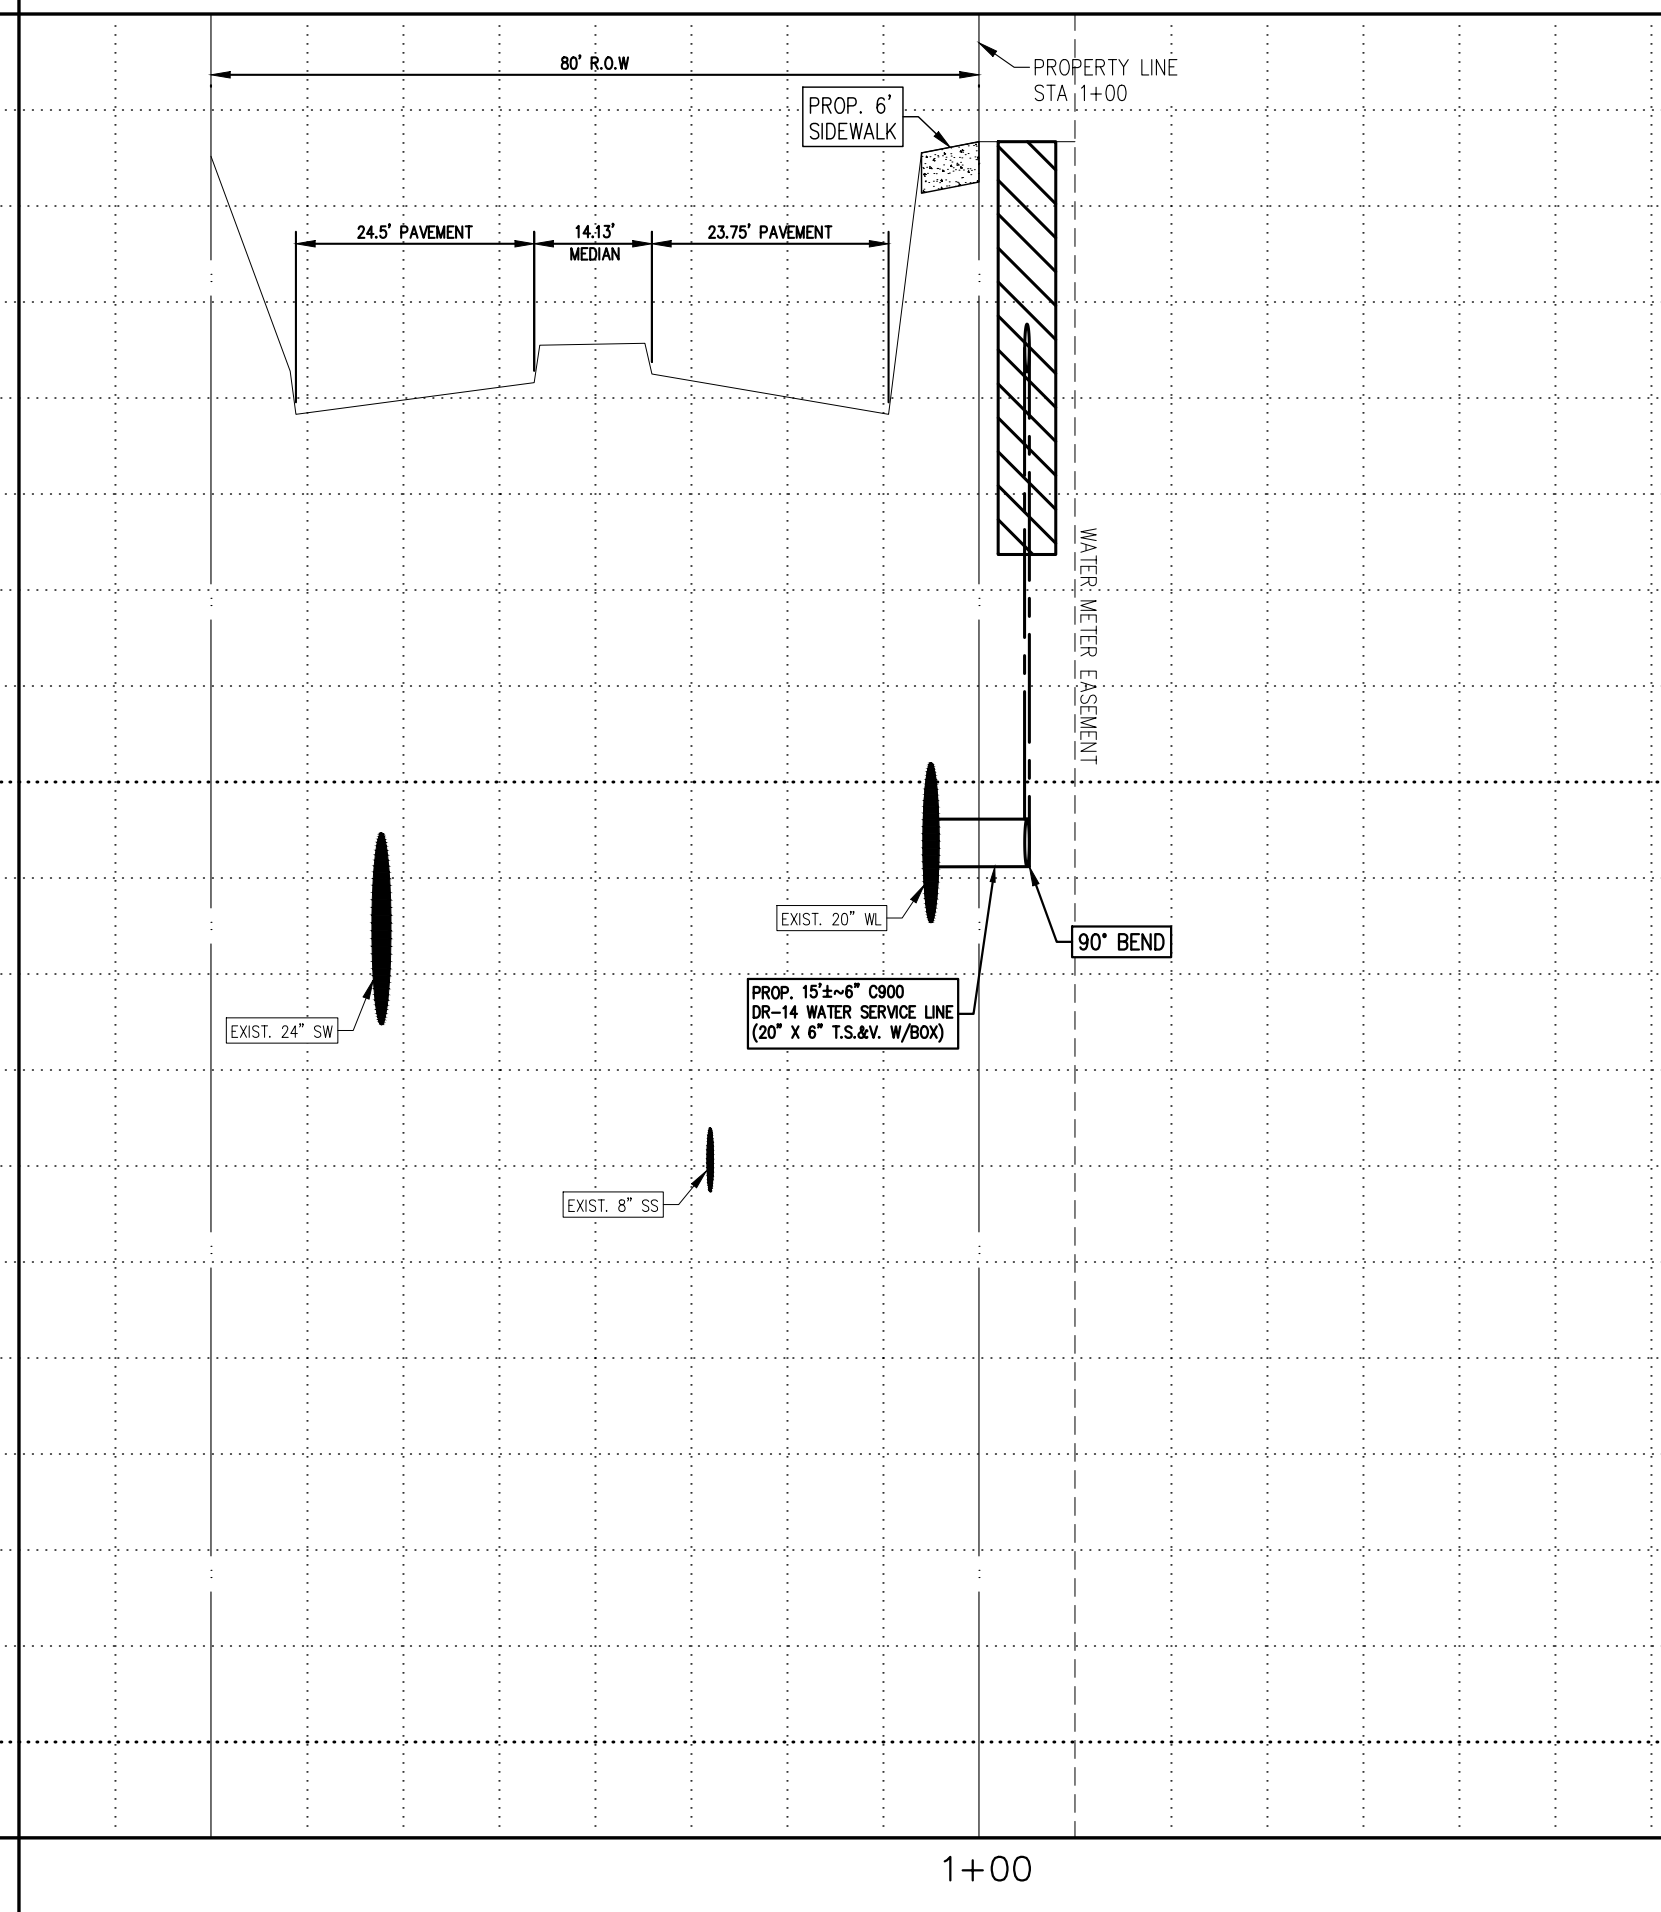 80' R.O.W
PROPERTY LINE
STA 1+00
PROP. 6'
SIDEWALK
24.5' PAVEMENT
14.13'
MEDIAN
23.75' PAVEMENT
WATER METER EASEMENT
EXIST. 20" WL
90° BEND
PROP. 15'±~6" C900
DR-14 WATER SERVICE LINE
(20" X 6" T.S.&V. W/BOX)
EXIST. 24" SW
EXIST. 8" SS
1+00